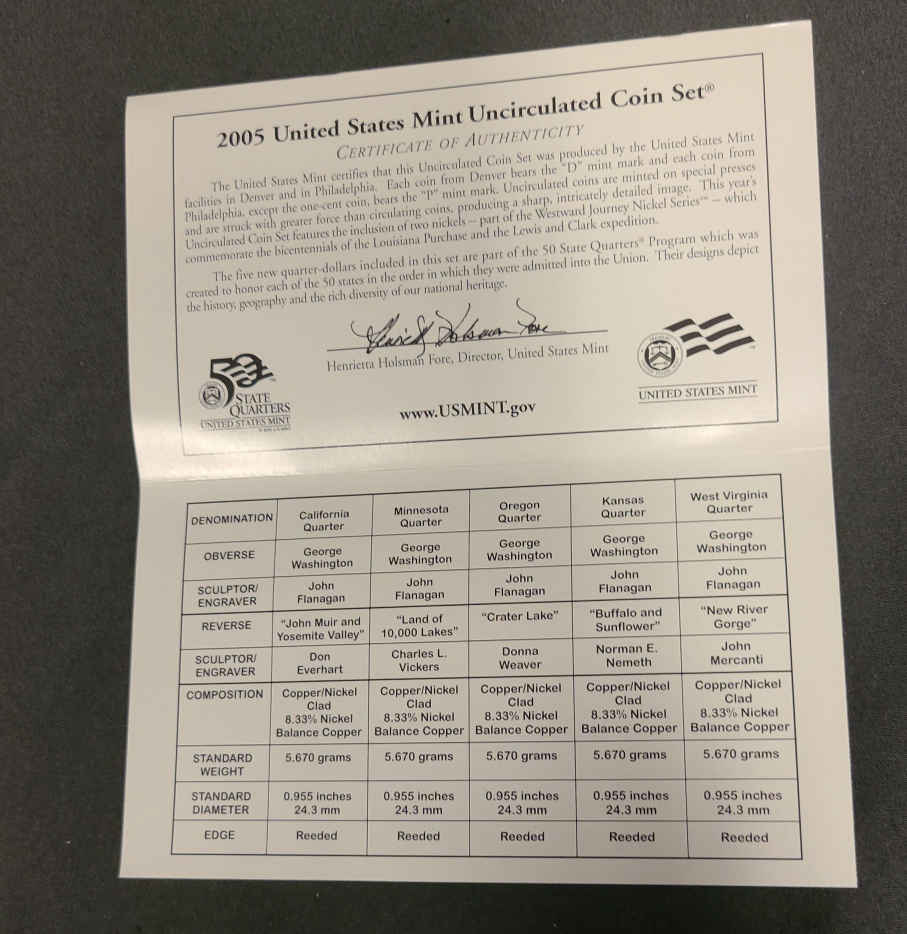 2005 United States Mint Uncirculated Coin Set®
Certificate of Authenticity
The United States Mint certifies that this Uncirculated Coin Set was produced by the United States Mint
facilities in Denver and in Philadelphia. Each coin from Denver bears the “D” mint mark and each coin from
Philadelphia, except the one-cent coin, bears the “P” mint mark. Uncirculated coins are minted on special presses
and are struck with greater force than circulating coins, producing a sharp, intricately detailed image. This year's
Uncirculated Coin Set features the inclusion of two nickels – part of the Westward Journey Nickel Series™ – which
commemorate the bicentennials of the Louisiana Purchase and the Lewis and Clark expedition.
The five new quarter-dollars included in this set are part of the 50 State Quarters® Program which was
created to honor each of the 50 states in the order in which they were admitted into the Union. Their designs depict
the history, geography and the rich diversity of our national heritage.
Henrietta Holsman Fore
Henrietta Holsman Fore, Director, United States Mint
50
STATE
QUARTERS
UNITED STATES MINT
www.USMINT.gov
UNITED STATES MINT
DENOMINATION California Quarter Minnesota Quarter Oregon Quarter Kansas Quarter West Virginia Quarter
OBVERSE George Washington George Washington George Washington George Washington George Washington
SCULPTOR/ENGRAVER John Flanagan John Flanagan John Flanagan John Flanagan John Flanagan
REVERSE “John Muir and Yosemite Valley” “Land of 10,000 Lakes” “Crater Lake” “Buffalo and Sunflower” “New River Gorge”
SCULPTOR/ENGRAVER Don Everhart Charles L. Vickers Donna Weaver Norman E. Nemeth John Mercanti
COMPOSITION Copper/Nickel Clad 8.33% Nickel Balance Copper Copper/Nickel Clad 8.33% Nickel Balance Copper Copper/Nickel Clad 8.33% Nickel Balance Copper Copper/Nickel Clad 8.33% Nickel Balance Copper Copper/Nickel Clad 8.33% Nickel Balance Copper
STANDARD WEIGHT 5.670 grams 5.670 grams 5.670 grams 5.670 grams 5.670 grams
STANDARD DIAMETER 0.955 inches 24.3 mm 0.955 inches 24.3 mm 0.955 inches 24.3 mm 0.955 inches 24.3 mm 0.955 inches 24.3 mm
EDGE Reeded Reeded Reeded Reeded Reeded